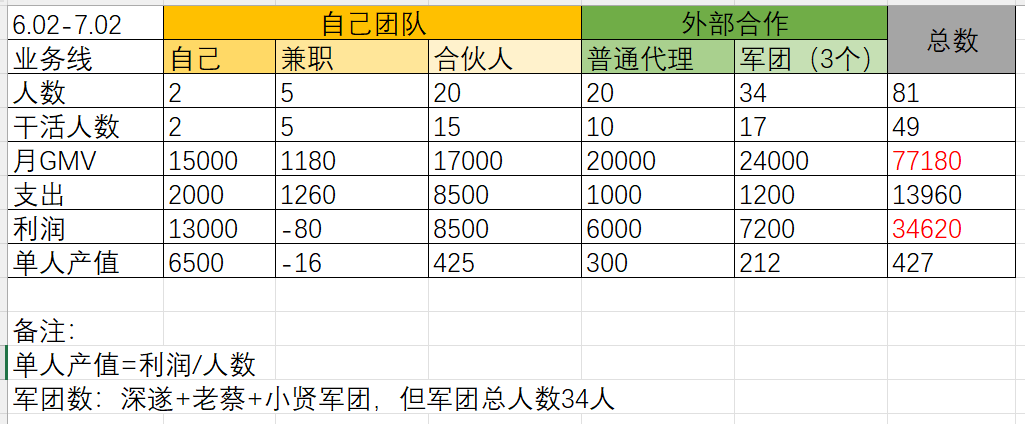 6.02-7.02 自己团队 外部合作 总数
业务线 自己 兼职 合伙人 普通代理 军团（3个）
人数 2 5 20 20 34 81
干活人数 2 5 15 10 17 49
月GMV 15000 1180 17000 20000 24000 77180
支出 2000 1260 8500 1000 1200 13960
利润 13000 -80 8500 6000 7200 34620
单人产值 6500 -16 425 300 212 427
备注：
单人产值=利润/人数
军团数：深遂+老蔡+小贤军团，但军团总人数34人